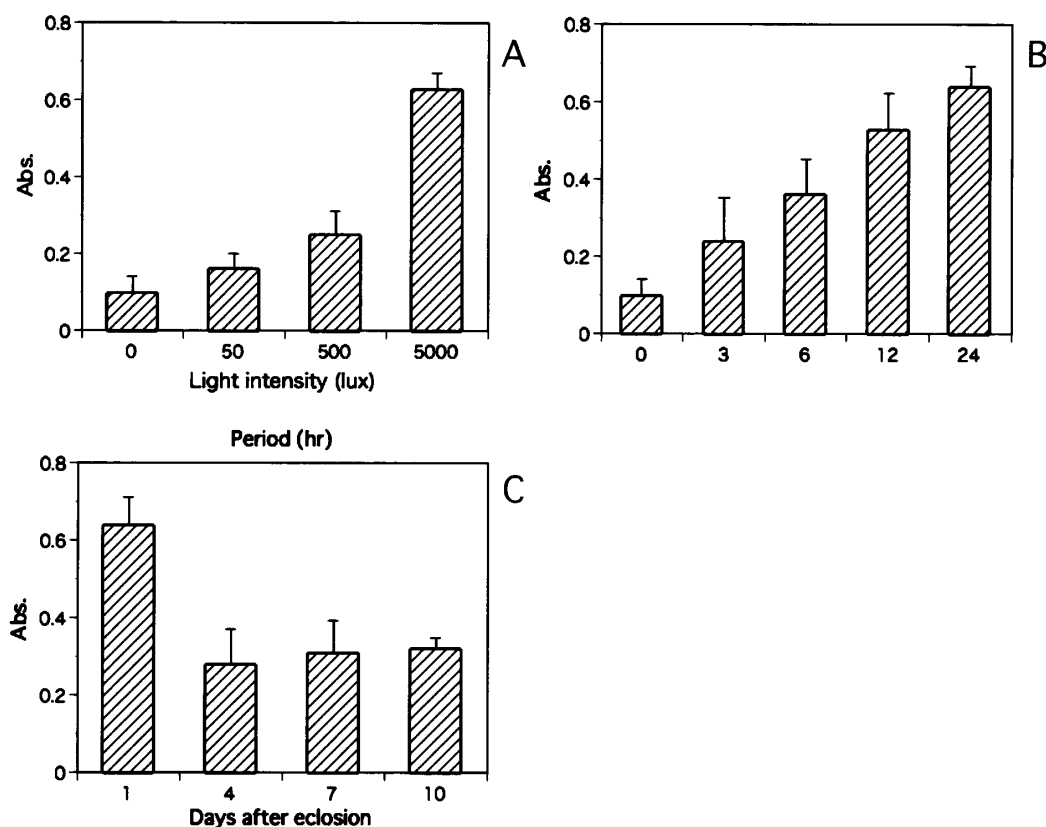 A
0.8
0.6
0.4
0.2
0
Abs.
0 50 500 5000
Light intensity (lux)
B
0.8
0.6
0.4
0.2
0
Abs.
0 3 6 12 24
Period (hr)
C
0.8
0.6
0.4
0.2
0
Abs.
1 4 7 10
Days after eclosion